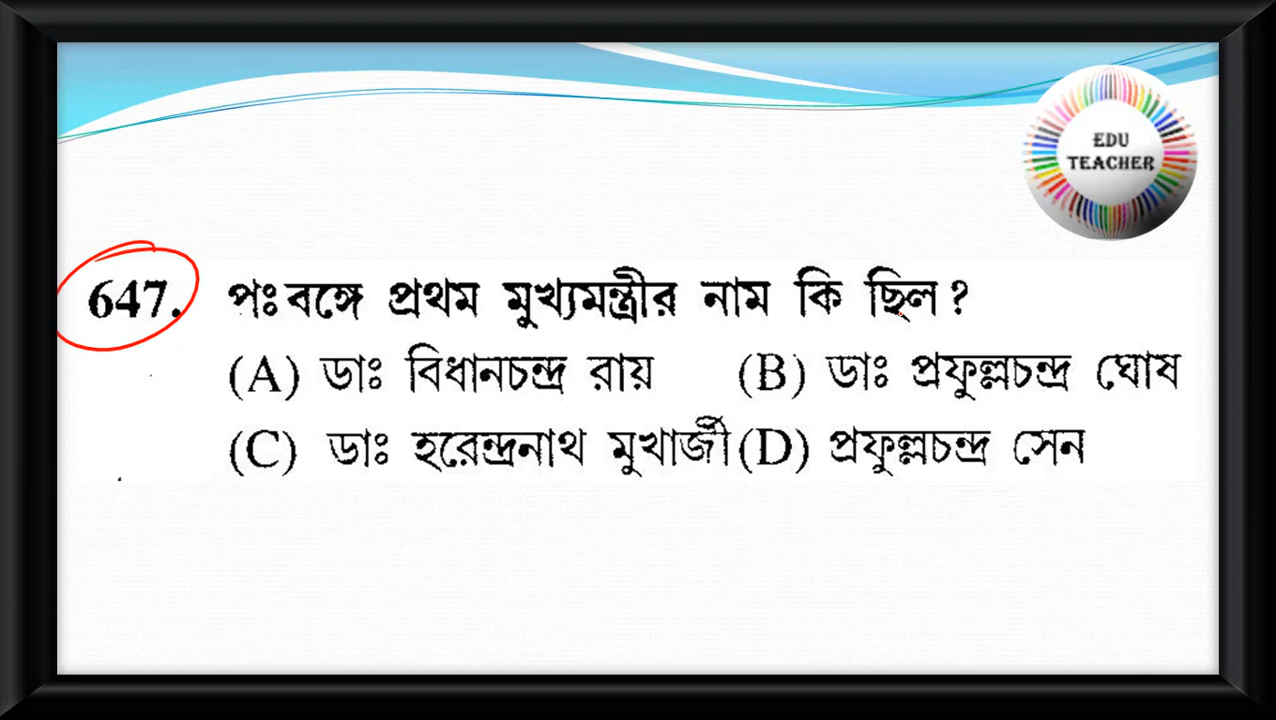 EDU
TEACHER
647. পঃবঙ্গে প্রথম মুখ্যমন্ত্রীর নাম কি ছিল ?
(A) ডাঃ বিধানচন্দ্র রায় (B) ডাঃ প্রফুল্লচন্দ্র ঘোষ
(C) ডাঃ হরেন্দ্রনাথ মুখার্জী (D) প্রফুল্লচন্দ্র সেন